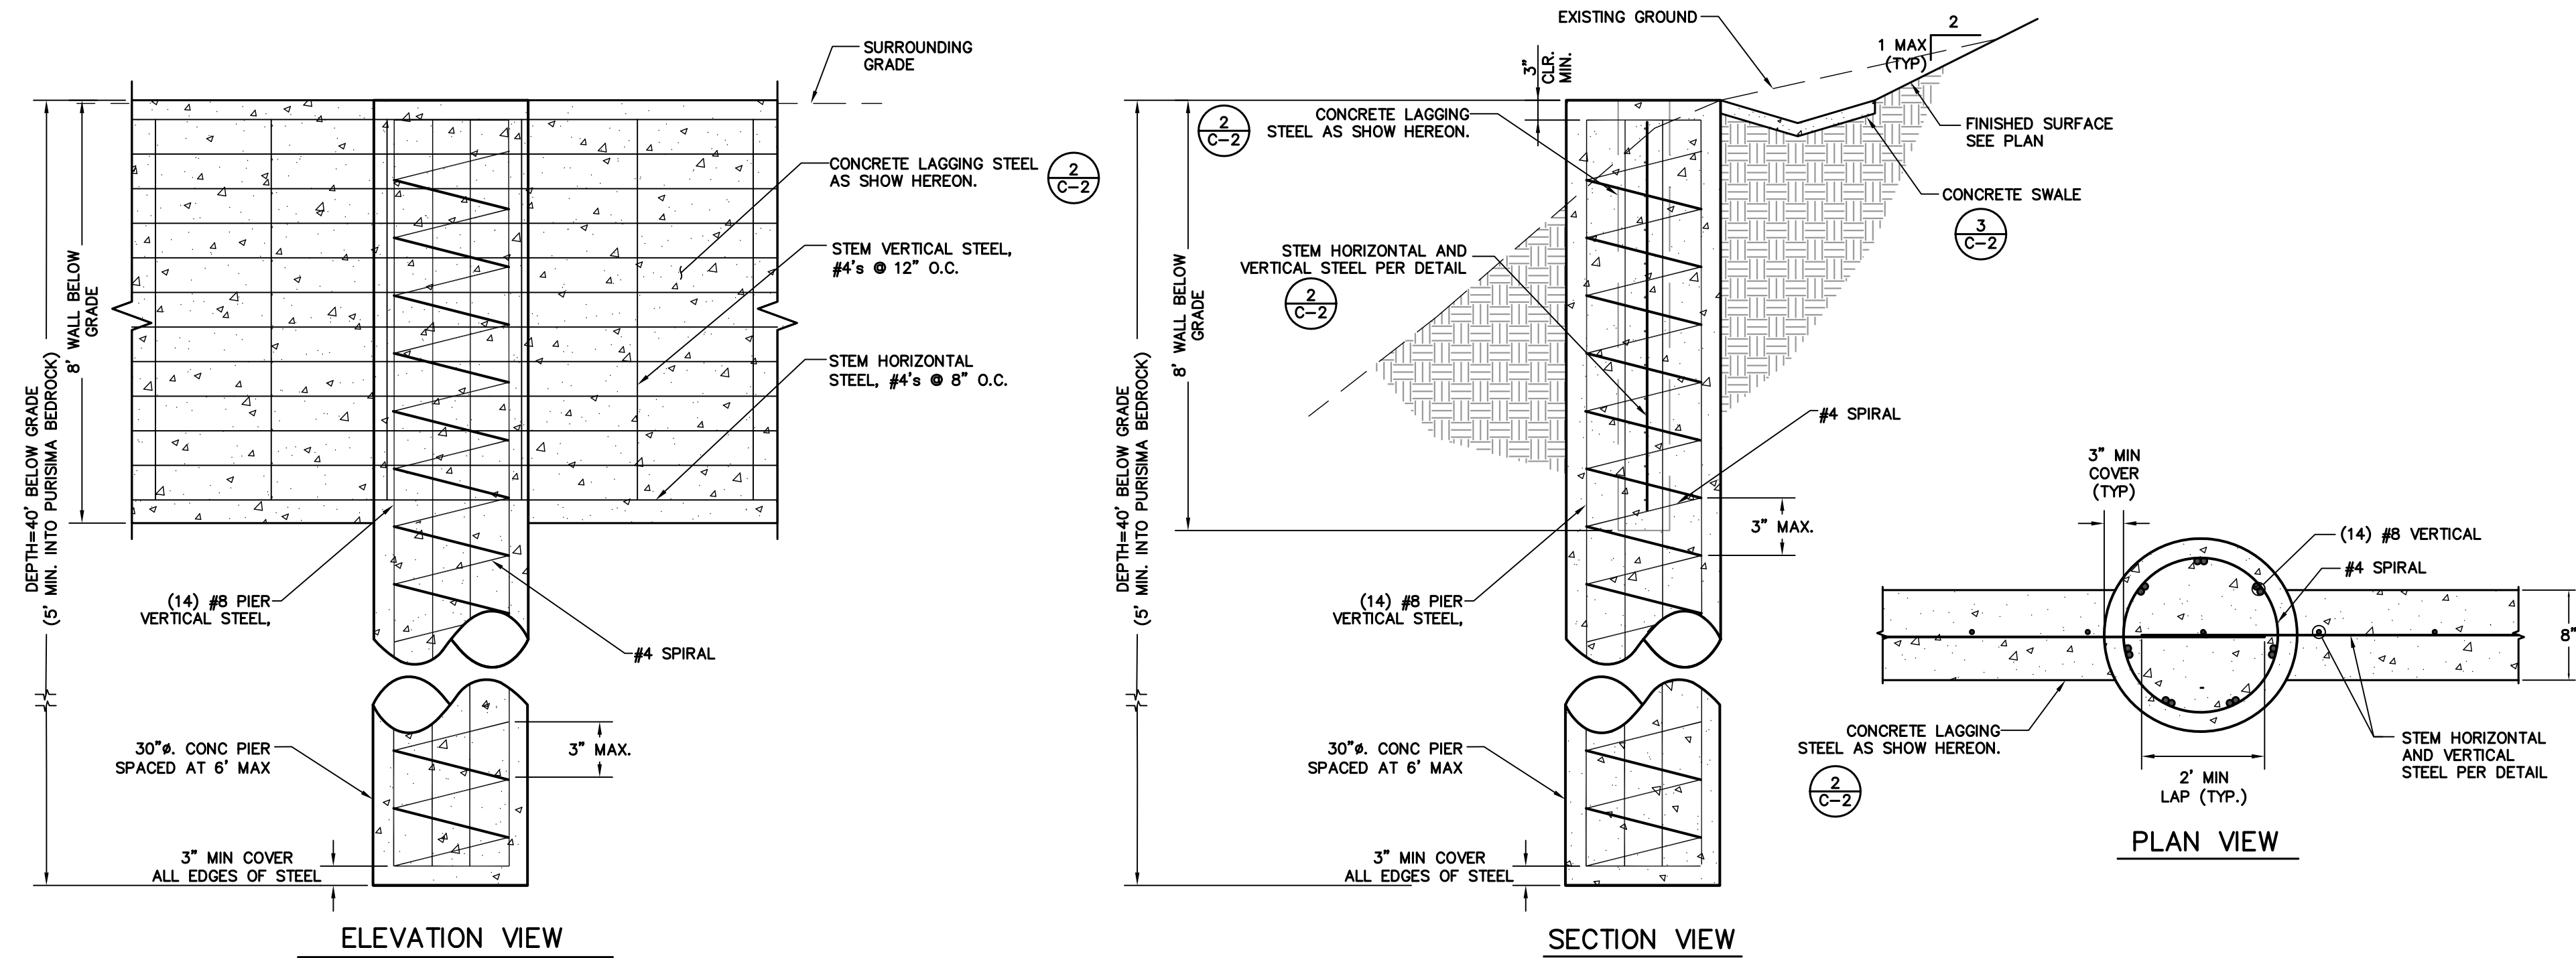 SURROUNDING
GRADE
CONCRETE LAGGING STEEL
AS SHOW HEREON.
2
C-2
STEM VERTICAL STEEL,
#4's @ 12" O.C.
STEM HORIZONTAL
STEEL, #4's @ 8" O.C.
8' WALL BELOW
GRADE
DEPTH=40' BELOW GRADE
(5' MIN. INTO PURISIMA BEDROCK)
(14) #8 PIER
VERTICAL STEEL,
#4 SPIRAL
30"ø. CONC PIER
SPACED AT 6' MAX
3" MAX.
3" MIN COVER
ALL EDGES OF STEEL
ELEVATION VIEW
EXISTING GROUND
2
1 MAX
(TYP)
3"
CLR.
MIN.
2
C-2
CONCRETE LAGGING
STEEL AS SHOW HEREON.
FINISHED SURFACE
SEE PLAN
CONCRETE SWALE
3
C-2
STEM HORIZONTAL AND
VERTICAL STEEL PER DETAIL
2
C-2
8' WALL BELOW
GRADE
DEPTH=40' BELOW GRADE
(5' MIN. INTO PURISIMA BEDROCK)
#4 SPIRAL
3" MAX.
(14) #8 PIER
VERTICAL STEEL,
30"ø. CONC PIER
SPACED AT 6' MAX
3" MIN COVER
ALL EDGES OF STEEL
SECTION VIEW
3" MIN
COVER
(TYP)
(14) #8 VERTICAL
#4 SPIRAL
8"
CONCRETE LAGGING
STEEL AS SHOW HEREON.
2
C-2
2' MIN
LAP (TYP.)
STEM HORIZONTAL
AND VERTICAL
STEEL PER DETAIL
PLAN VIEW